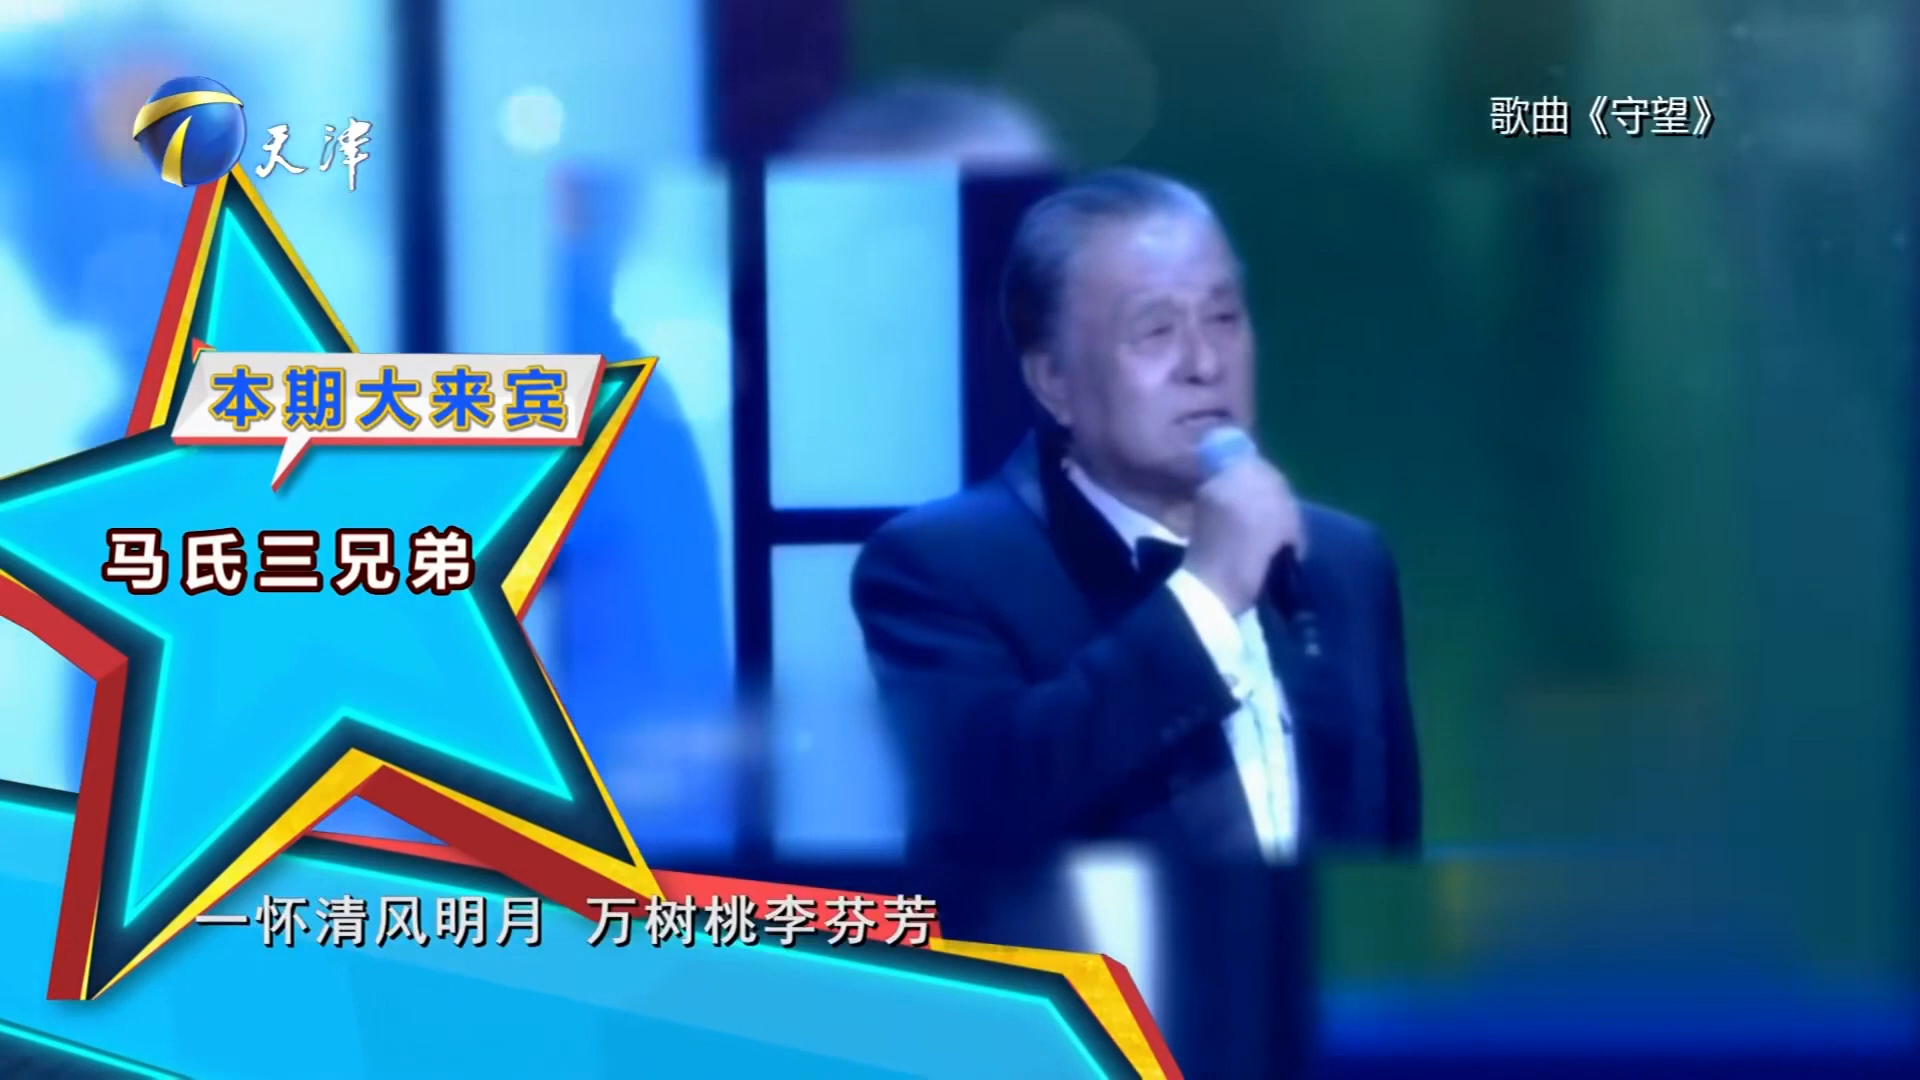 天津
歌曲《守望》
本期大来宾
马氏三兄弟
一怀清风明月 万树桃李芬芳